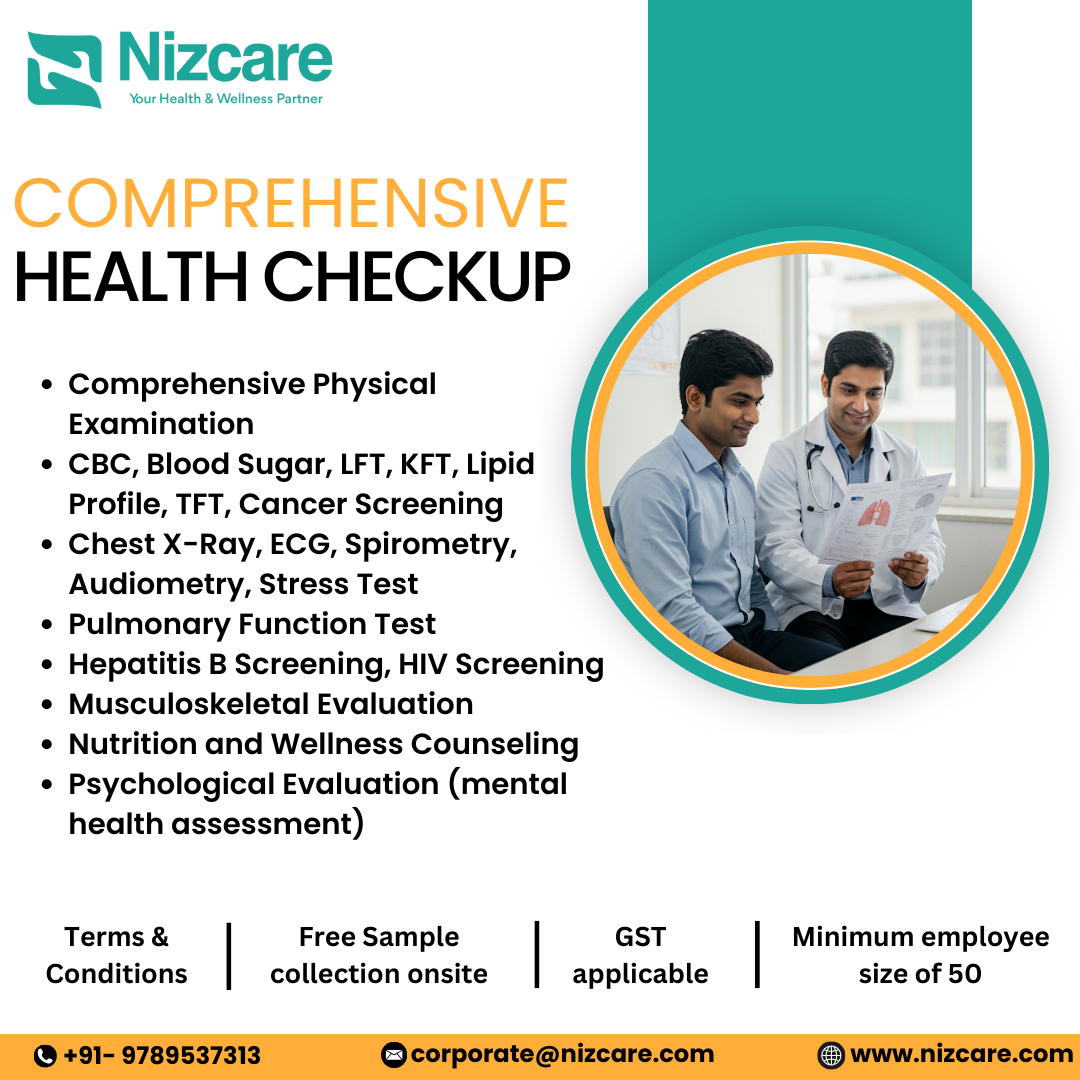 Nizcare
Your Health & Wellness Partner
COMPREHENSIVE
HEALTH CHECKUP
• Comprehensive Physical
Examination
• CBC, Blood Sugar, LFT, KFT, Lipid
Profile, TFT, Cancer Screening
• Chest X-Ray, ECG, Spirometry,
Audiometry, Stress Test
• Pulmonary Function Test
• Hepatitis B Screening, HIV Screening
• Musculoskeletal Evaluation
• Nutrition and Wellness Counseling
• Psychological Evaluation (mental
health assessment)
Terms &
Conditions
Free Sample
collection onsite
GST
applicable
Minimum employee
size of 50
+91- 9789537313
corporate@nizcare.com
www.nizcare.com